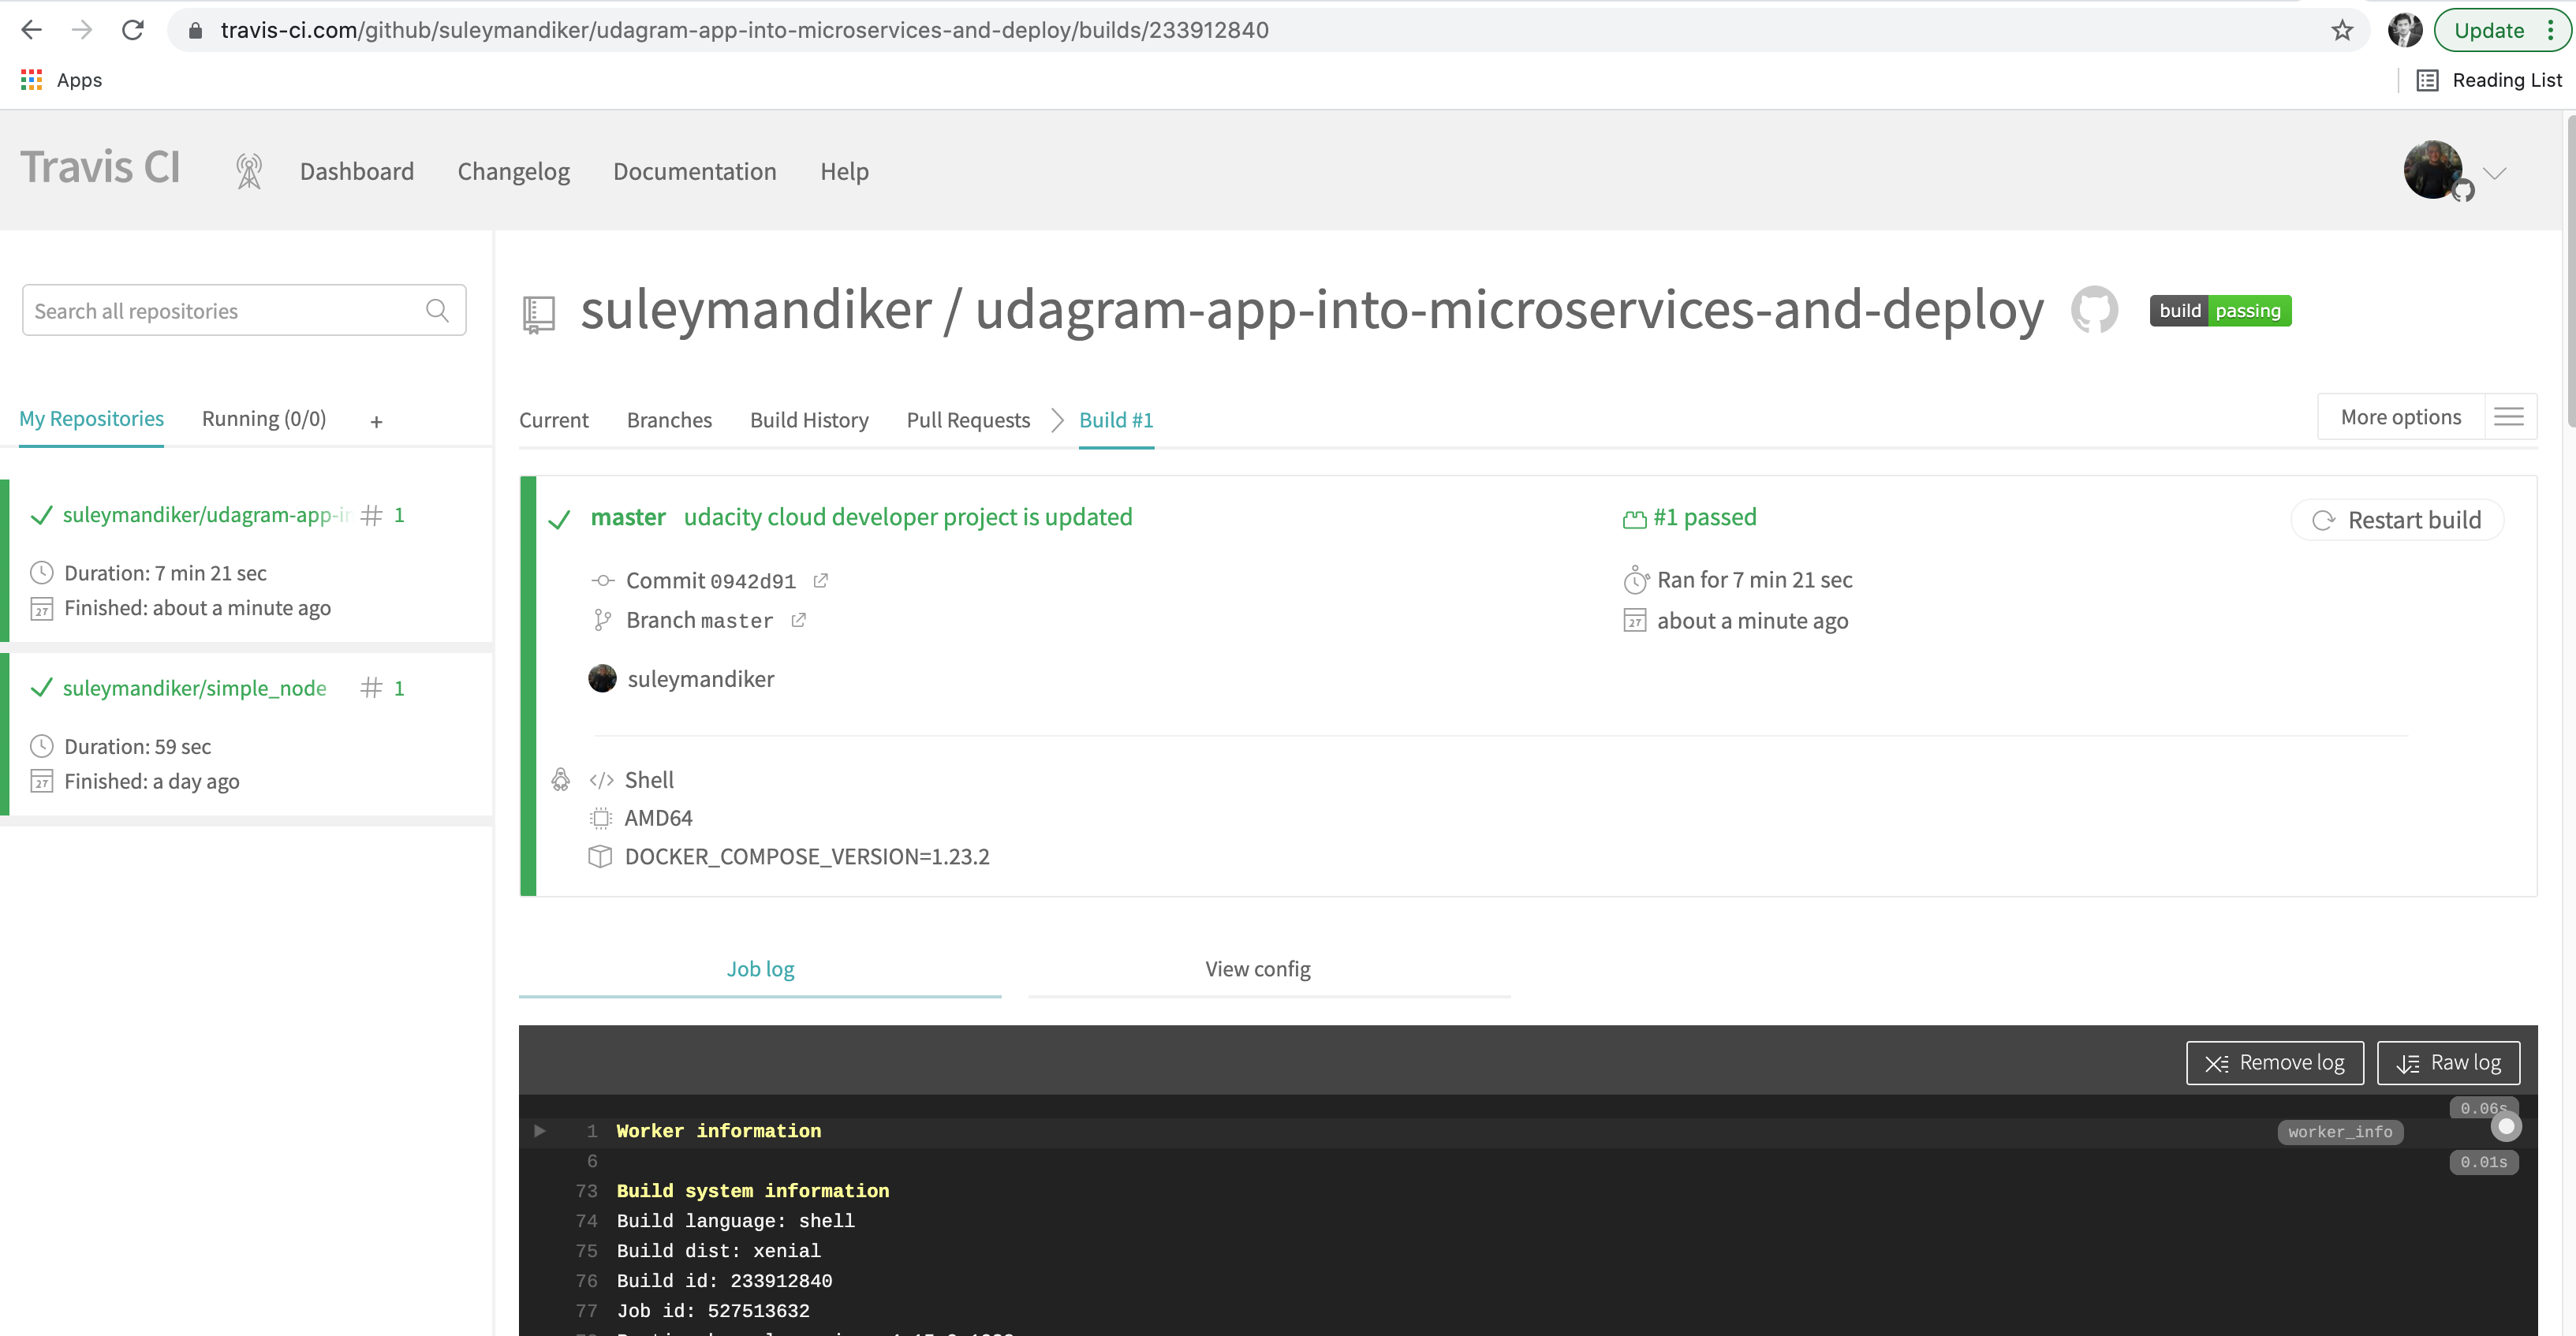 travis-ci.com/github/suleymandiker/udagram-app-into-microservices-and-deploy/builds/233912840
Update
Apps
Reading List
Travis CI
Dashboard
Changelog
Documentation
Help
Search all repositories
My Repositories
Running (0/0)
+
suleymandiker/udagram-app-in
# 1
Duration: 7 min 21 sec
27
Finished: about a minute ago
suleymandiker/simple_node
# 1
Duration: 59 sec
27
Finished: a day ago
suleymandiker / udagram-app-into-microservices-and-deploy
build passing
Current
Branches
Build History
Pull Requests
Build #1
More options
master udacity cloud developer project is updated
Commit 0942d91
Branch master
suleymandiker
#1 passed
Ran for 7 min 21 sec
27
about a minute ago
Restart build
</> Shell
AMD64
DOCKER_COMPOSE_VERSION=1.23.2
Job log
View config
Remove log
Raw log
0.06s
1 Worker information
worker_info
6
0.01s
73 Build system information
74 Build language: shell
75 Build dist: xenial
76 Build id: 233912840
77 Job id: 527513632